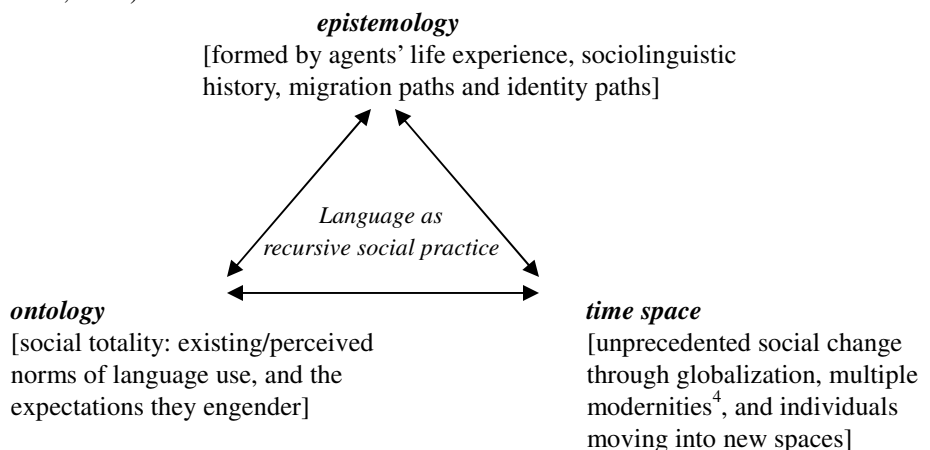 epistemology
[formed by agents’ life experience, sociolinguistic
history, migration paths and identity paths]
Language as
recursive social practice
ontology
[social totality: existing/perceived
norms of language use, and the
expectations they engender]
time space
[unprecedented social change
through globalization, multiple
modernities4, and individuals
moving into new spaces]